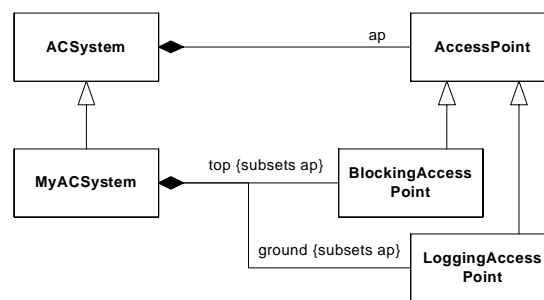 ACSystem
ap
AccessPoint
top {subsets ap}
MyACSystem
BlockingAccess
Point
ground {subsets ap}
LoggingAccess
Point